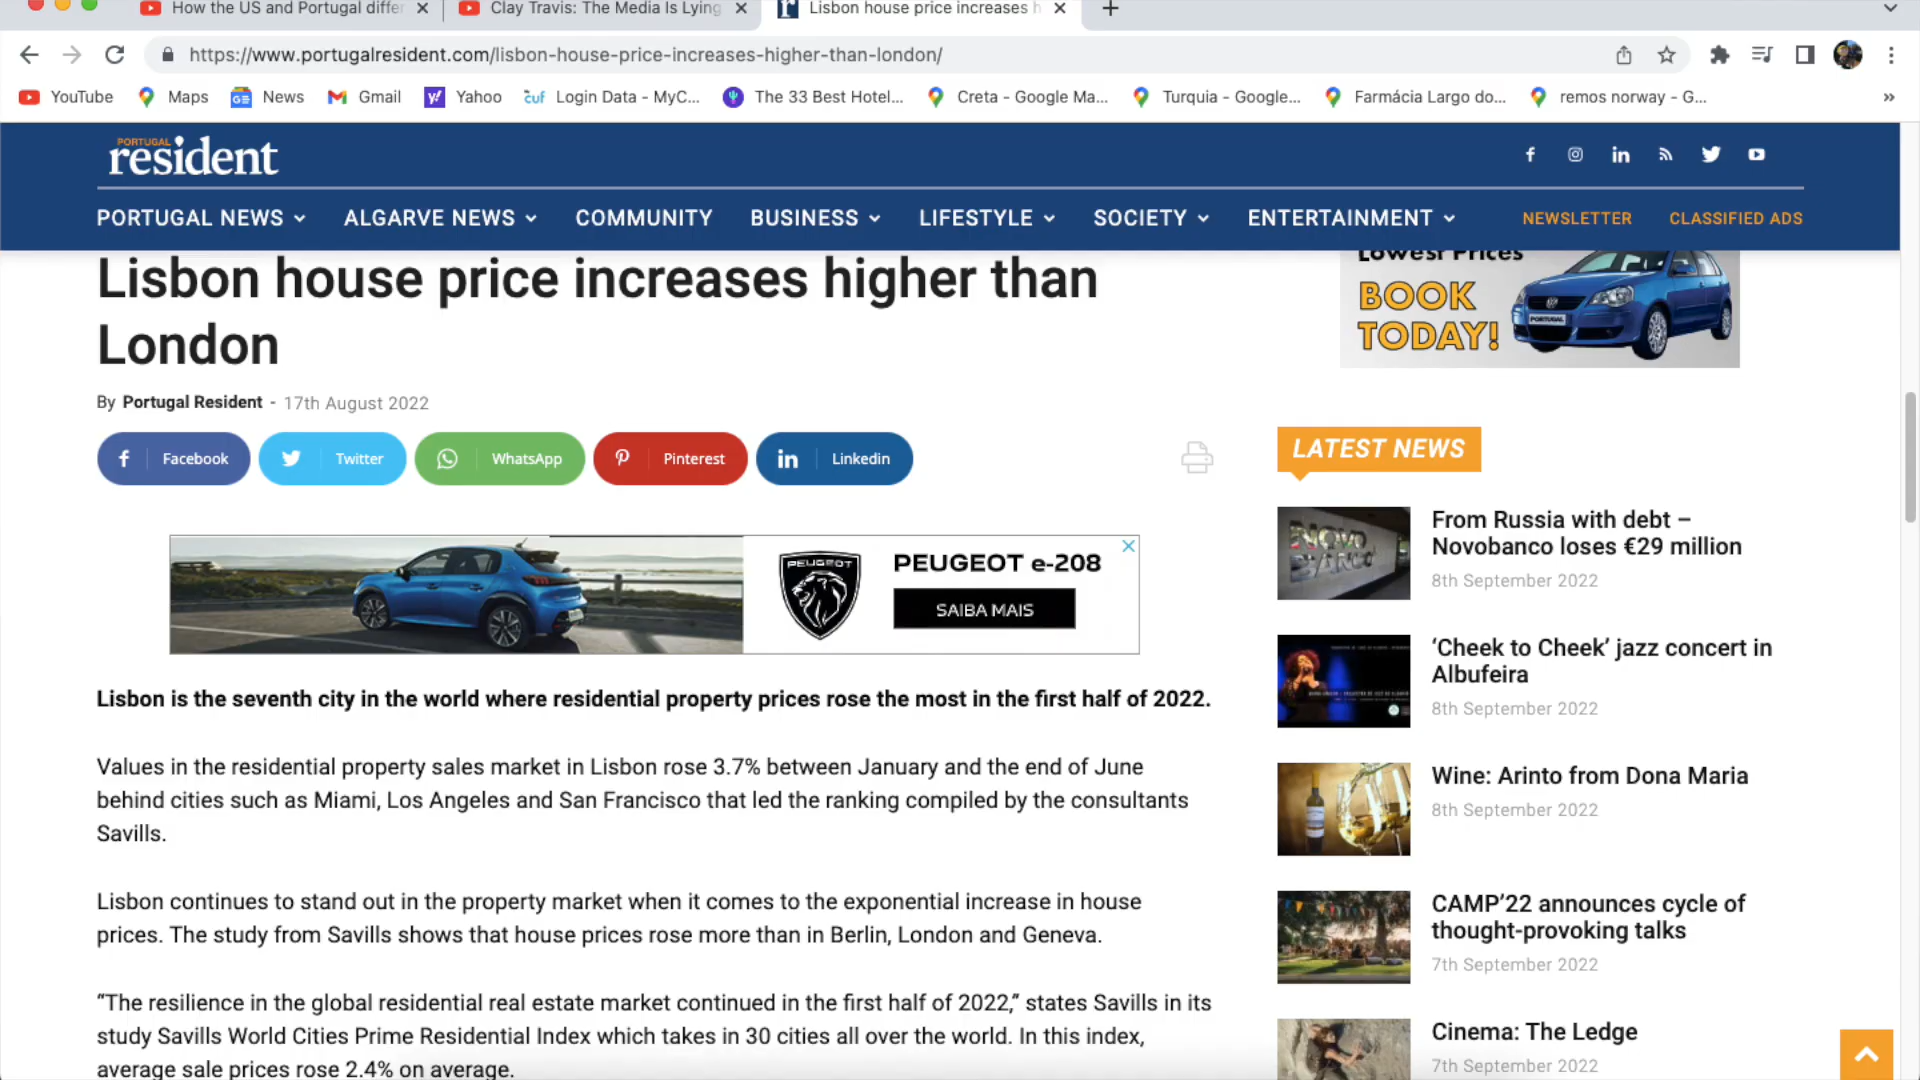 How the US and Portugal differ
Clay Travis: The Media Is Lying
Lisbon house price increases h
https://www.portugalresident.com/lisbon-house-price-increases-higher-than-london/
YouTube
Maps
News
Gmail
Yahoo
cuf
Login Data - MyC...
The 33 Best Hotel...
Creta - Google Ma...
Turquia - Google...
Farmácia Largo do...
remos norway - G...
PORTUGAL
resident
PORTUGAL NEWS
ALGARVE NEWS
COMMUNITY
BUSINESS
LIFESTYLE
SOCIETY
ENTERTAINMENT
NEWSLETTER
CLASSIFIED ADS
Lisbon house price increases higher than
London
By Portugal Resident - 17th August 2022
Facebook
Twitter
WhatsApp
Pinterest
Linkedin
PEUGEOT
PEUGEOT e-208
SAIBA MAIS
Lisbon is the seventh city in the world where residential property prices rose the most in the first half of 2022.
Values in the residential property sales market in Lisbon rose 3.7% between January and the end of June
behind cities such as Miami, Los Angeles and San Francisco that led the ranking compiled by the consultants
Savills.
Lisbon continues to stand out in the property market when it comes to the exponential increase in house
prices. The study from Savills shows that house prices rose more than in Berlin, London and Geneva.
“The resilience in the global residential real estate market continued in the first half of 2022,” states Savills in its
study Savills World Cities Prime Residential Index which takes in 30 cities all over the world. In this index,
average sale prices rose 2.4% on average.
Lowest Prices
BOOK
TODAY!
PORTUGAL
LATEST NEWS
NOVO
BANCO
From Russia with debt –
Novobanco loses €29 million
8th September 2022
‘Cheek to Cheek’ jazz concert in
Albufeira
8th September 2022
Wine: Arinto from Dona Maria
8th September 2022
CAMP’22 announces cycle of
thought-provoking talks
7th September 2022
Cinema: The Ledge
7th September 2022